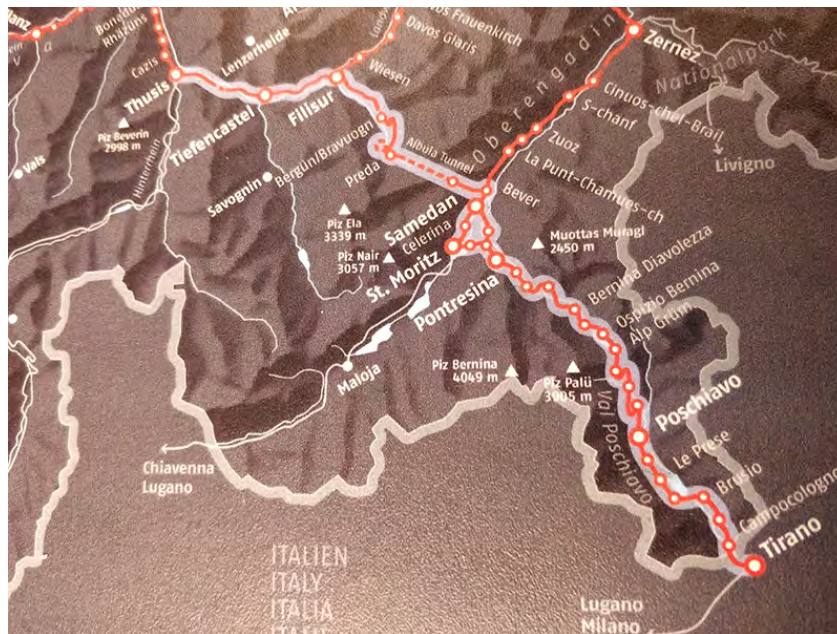 Bonaduz
Rhäzüns
Cazis
Thusis
Piz Beverin
2998 m
Vals
Hinterrhein
Lenzerheide
Tiefencastel
Filisur
Davos Frauenkirch
Davos Glaris
Wiesen
Savognin
Bergün/Bravuogn
Preda
Albula Tunnel
Oberengadin
Zernez
Nationalpark
Cinuos-chel-Brail
S-chanf
Zuoz
La Punt-Chamues-ch
Bever
Livigno
Samedan
Celerina
St. Moritz
Pontresina
Piz Ela
3339 m
Piz Nair
3057 m
Muottas Muragl
2450 m
Bernina Diavolezza
Ospizio Bernina
Alp Grüm
Maloja
Piz Bernina
4049 m
Piz Palü
3905 m
Val Poschiavo
Poschiavo
Le Prese
Brusio
Campocologno
Tirano
Chiavenna
Lugano
ITALIEN
ITALY
ITALIA
Lugano
Milano